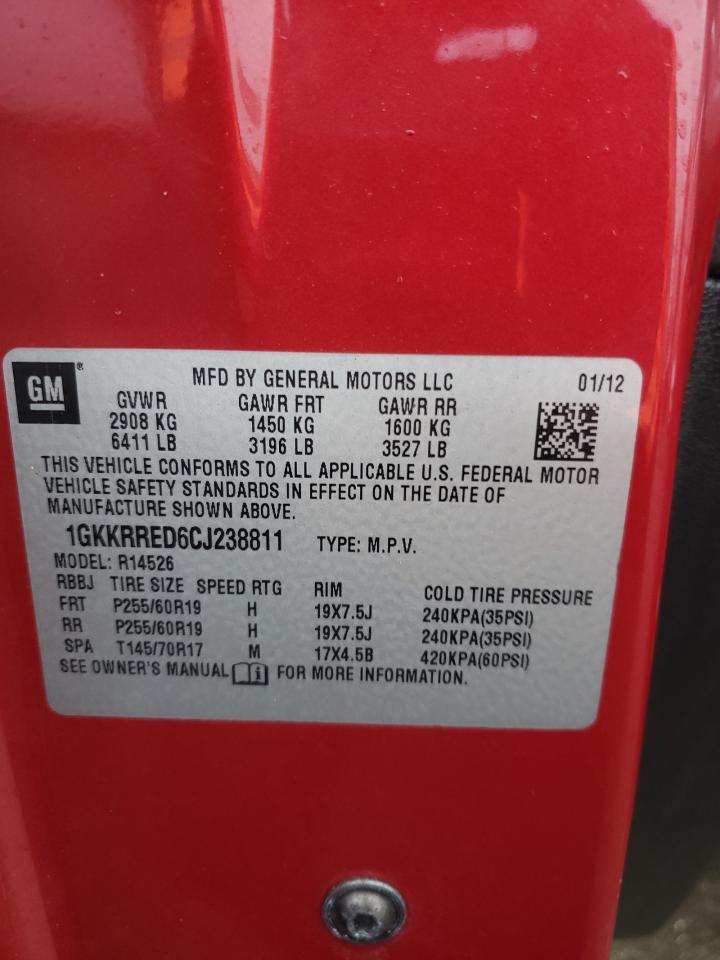 GM®
MFD BY GENERAL MOTORS LLC 01/12
GVWR GAWR FRT GAWR RR
2908 KG 1450 KG 1600 KG
6411 LB 3196 LB 3527 LB
THIS VEHICLE CONFORMS TO ALL APPLICABLE U.S. FEDERAL MOTOR
VEHICLE SAFETY STANDARDS IN EFFECT ON THE DATE OF
MANUFACTURE SHOWN ABOVE.
1GKKRRED6CJ238811 TYPE: M.P.V.
MODEL: R14526
RBBJ TIRE SIZE SPEED RTG RIM COLD TIRE PRESSURE
FRT P255/60R19 H 19X7.5J 240KPA(35PSI)
RR P255/60R19 H 19X7.5J 240KPA(35PSI)
SPA T145/70R17 M 17X4.5B 420KPA(60PSI)
SEE OWNER'S MANUAL i FOR MORE INFORMATION.